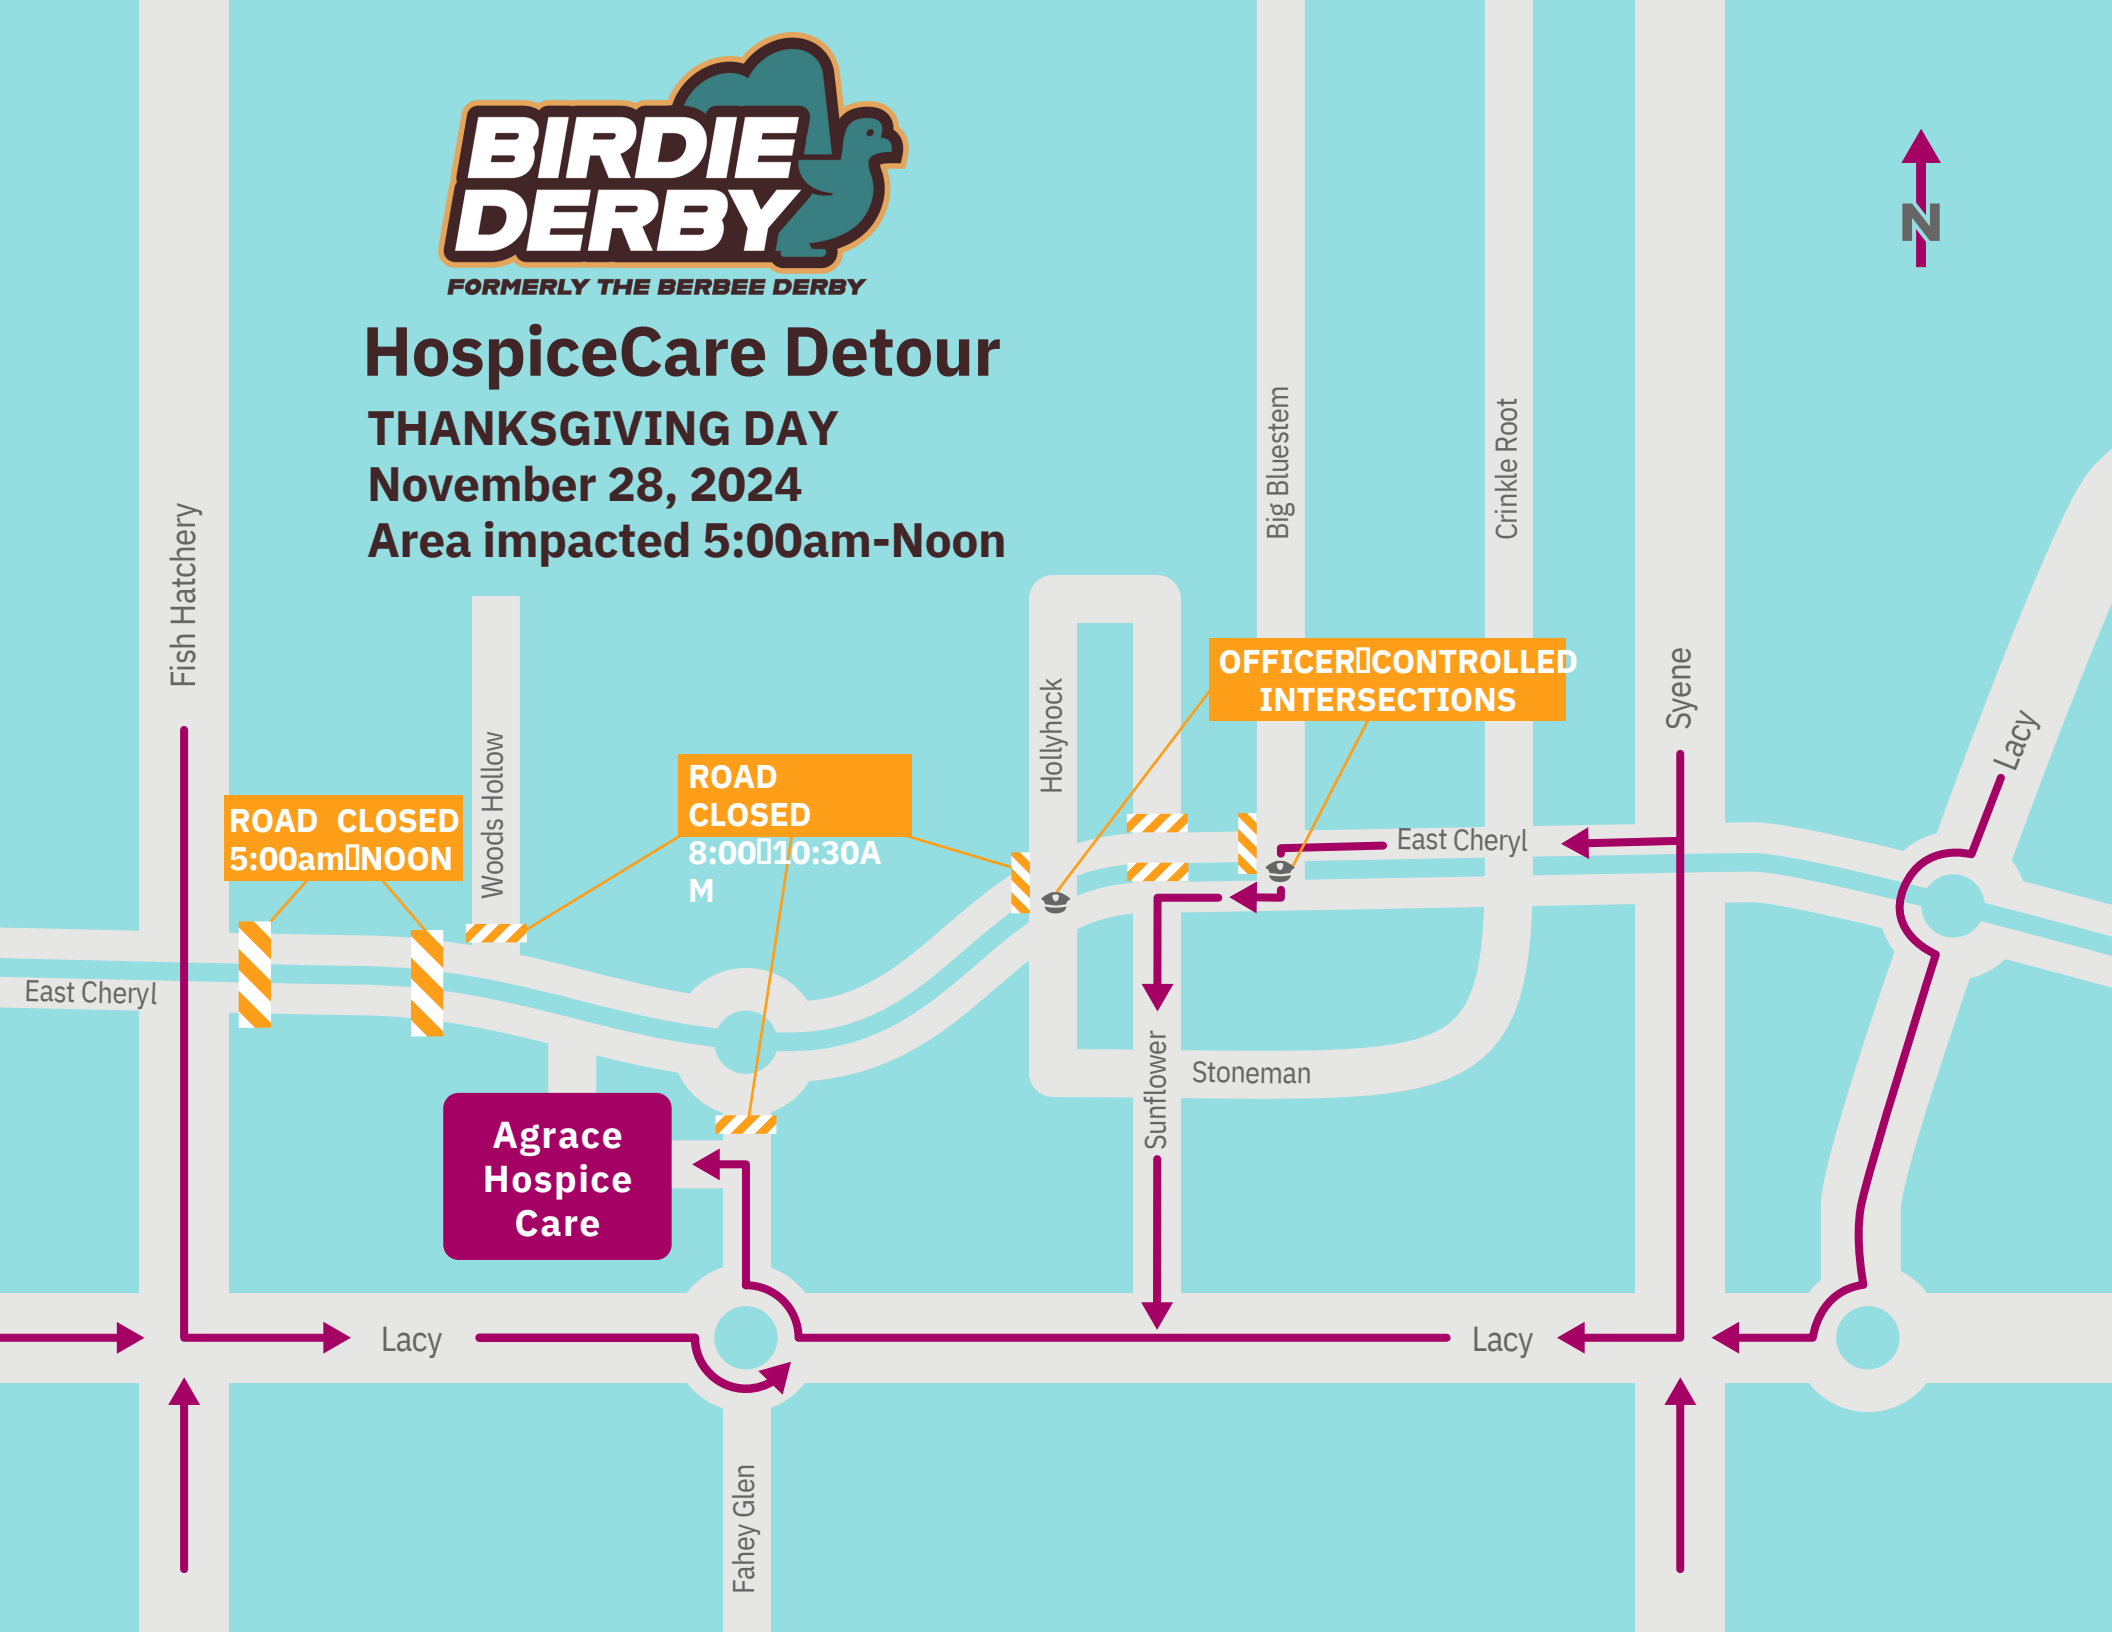 BIRDIE
DERBY
FORMERLY THE BERBEE DERBY
HospiceCare Detour
THANKSGIVING DAY
November 28, 2024
Area impacted 5:00am-Noon
N
Fish Hatchery
Woods Hollow
Hollyhock
Big Bluestem
Crinkle Root
Syene
Lacy
OFFICER▯CONTROLLED
INTERSECTIONS
ROAD
CLOSED
8:00▯10:30A
M
ROAD CLOSED
5:00am▯NOON
East Cheryl
East Cheryl
Sunflower
Stoneman
Agrace
Hospice
Care
Lacy
Lacy
Fahey Glen